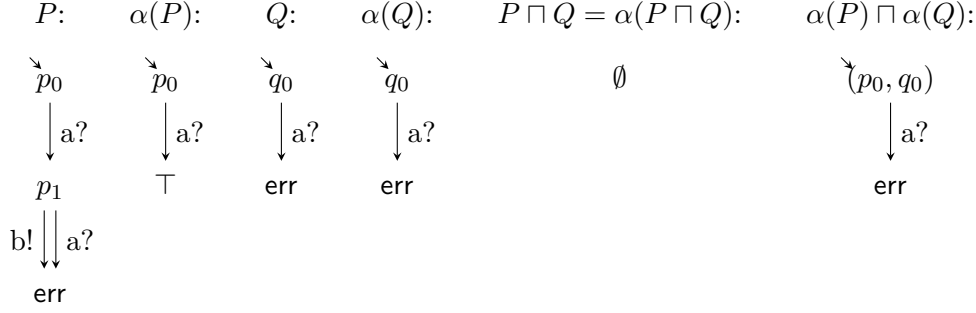 P: α(P): Q: α(Q): P ⊓ Q = α(P ⊓ Q): α(P) ⊓ α(Q):
p₀ p₀ q₀ q₀ ∅ (p₀, q₀)
a? a? a? a? a?
p₁ ⊤ err err err
b! a?
err